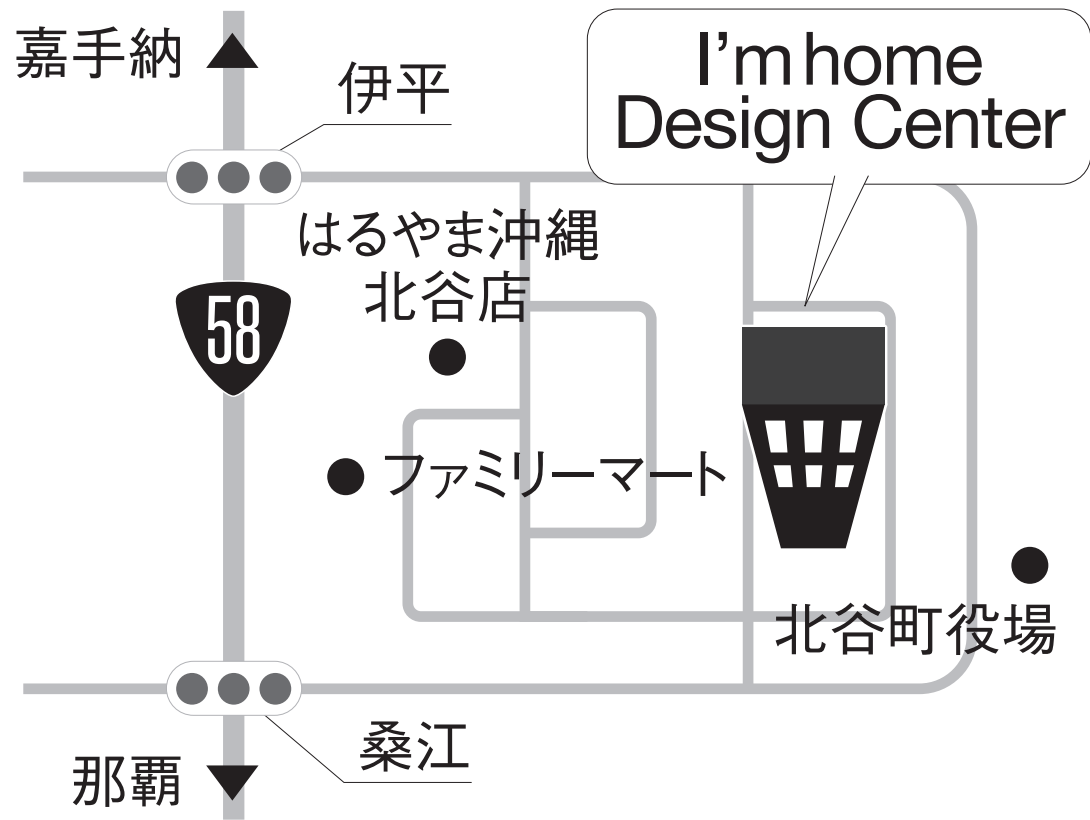 嘉手納
伊平
I'm home
Design Center
はるやま沖縄
北谷店
58
ファミリーマート
北谷町役場
桑江
那覇